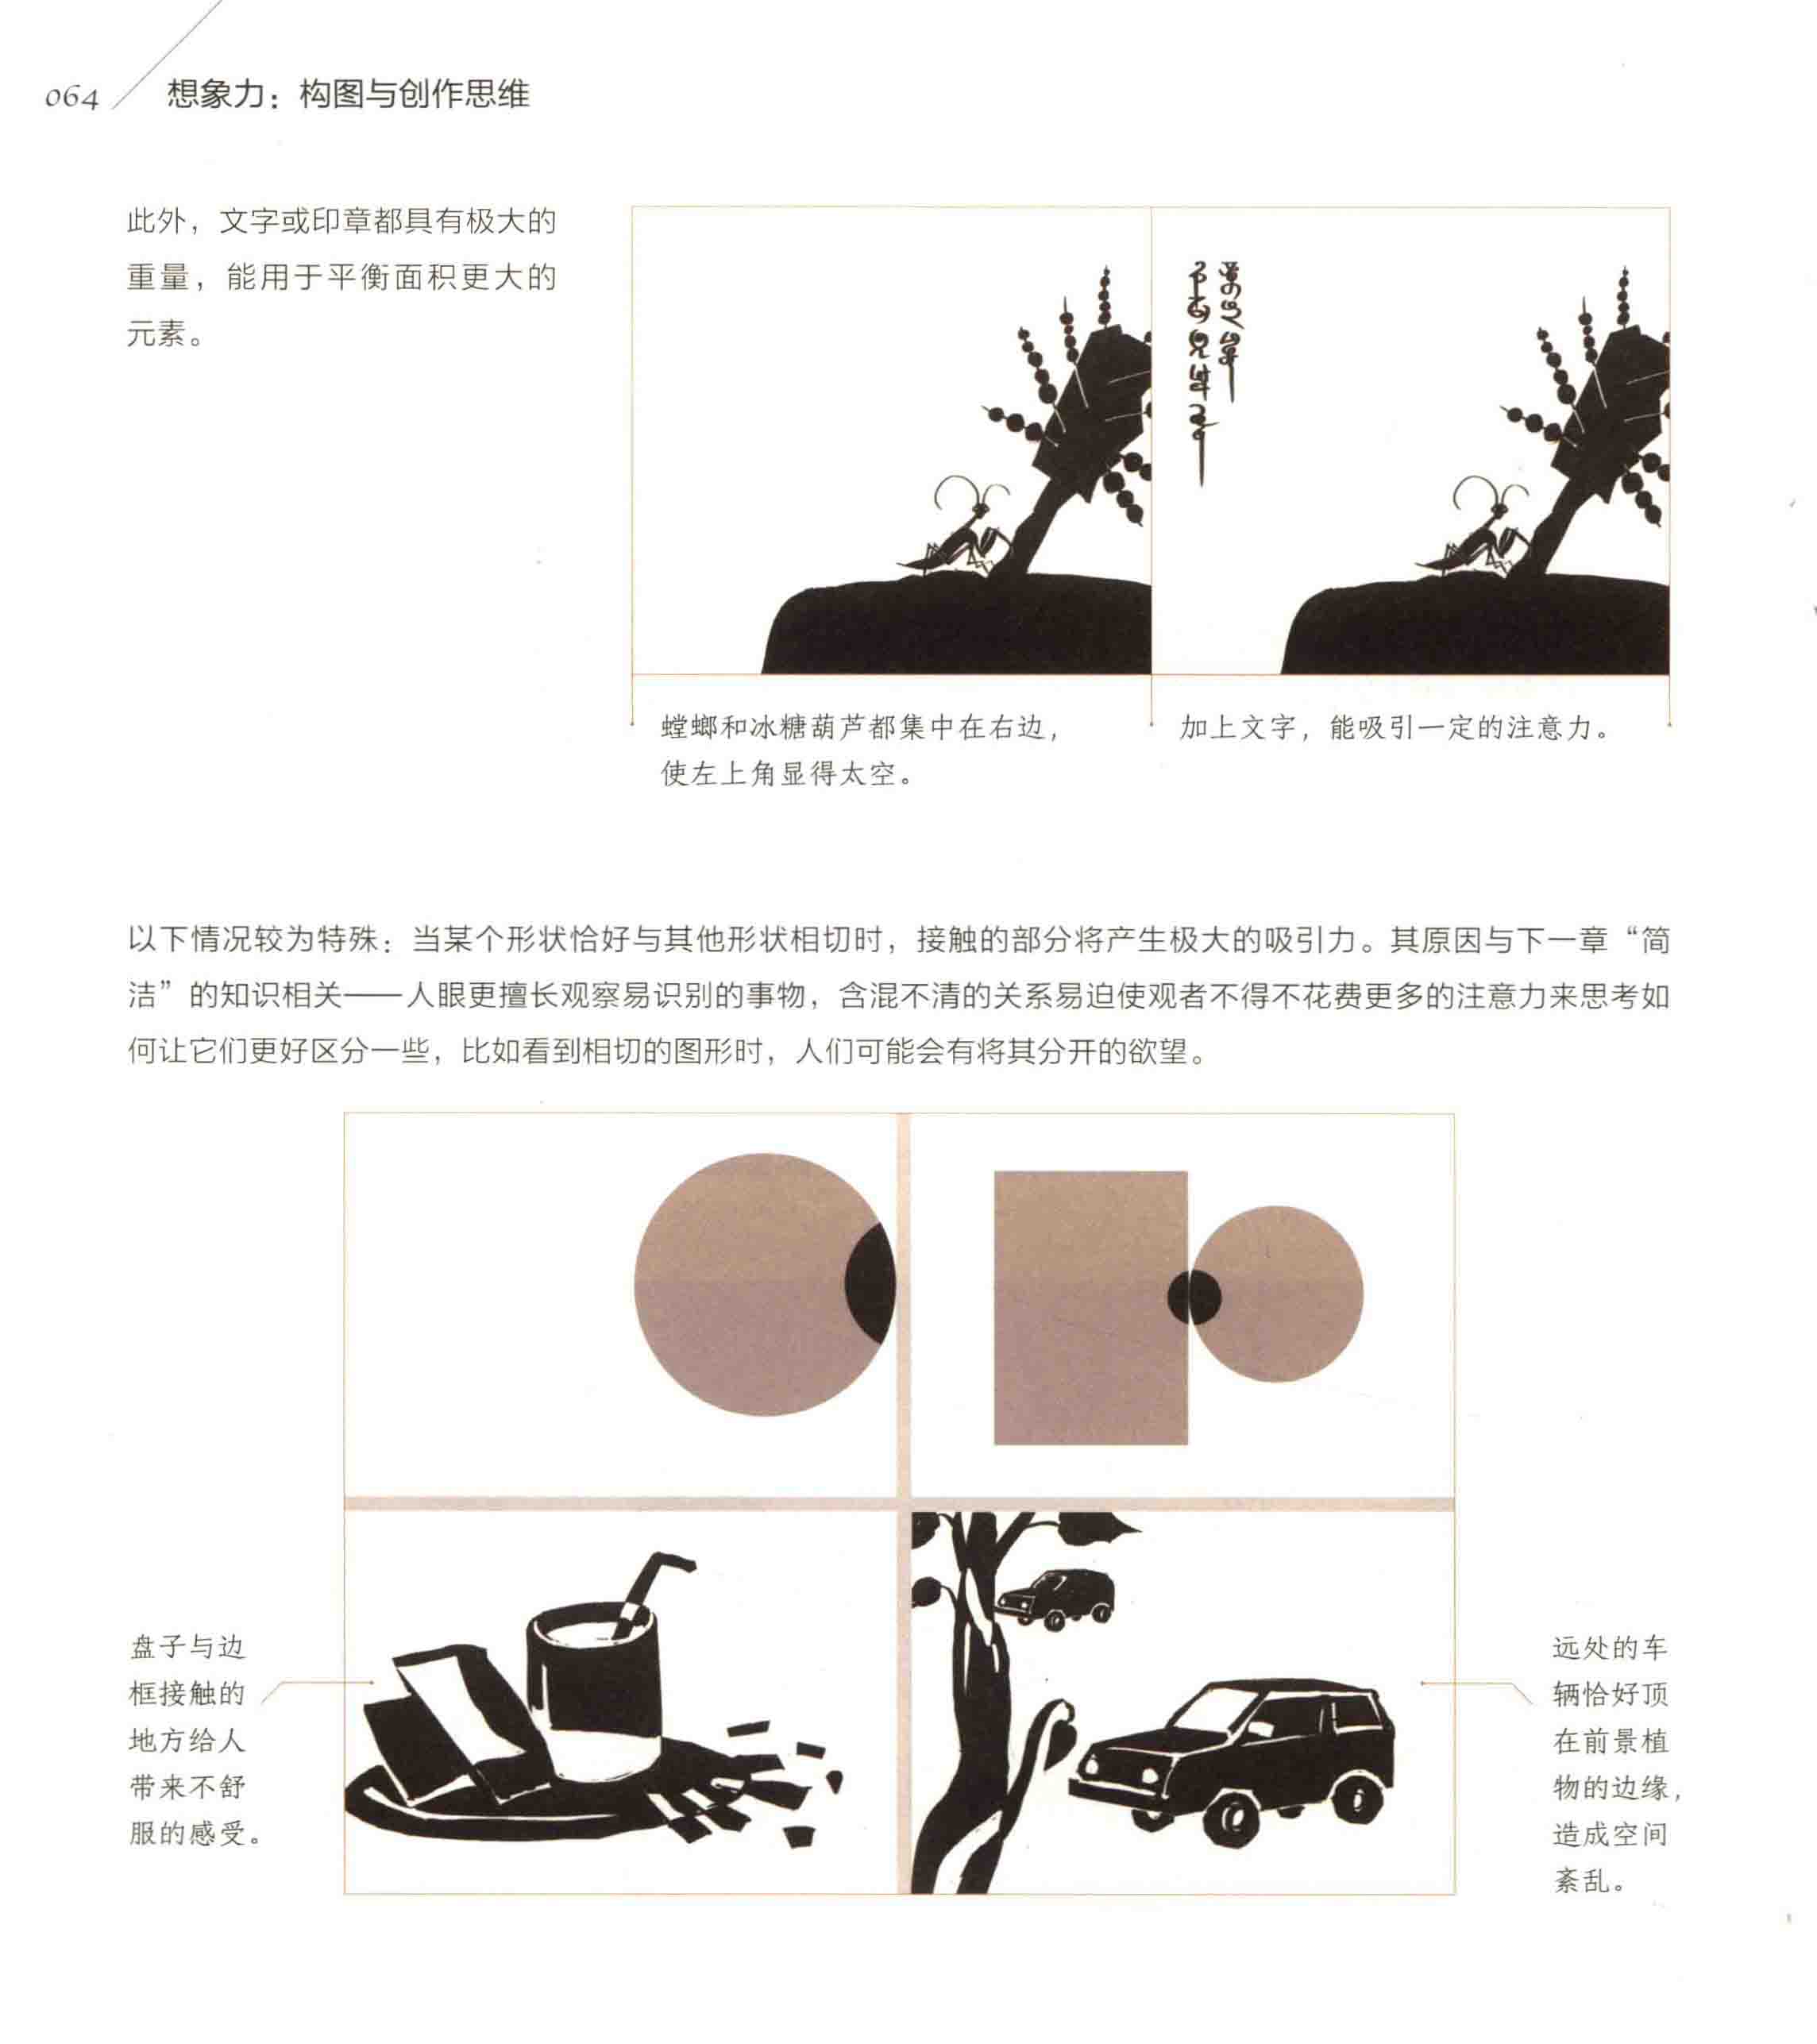 064
想象力：构图与创作思维
此外，文字或印章都具有极大的
重量，能用于平衡面积更大的
元素。
螳螂和冰糖葫芦都集中在右边，
使左上角显得太空。
加上文字，能吸引一定的注意力。
以下情况较为特殊：当某个形状恰好与其他形状相切时，接触的部分将产生极大的吸引力。其原因与下一章“简
洁”的知识相关——人眼更擅长观察易识别的事物，含混不清的关系易迫使观者不得不花费更多的注意力来思考如
何让它们更好区分一些，比如看到相切的图形时，人们可能会有将其分开的欲望。
盘子与边
框接触的
地方给人
带来不舒
服的感受。
远处的车
辆恰好顶
在前景植
物的边缘，
造成空间
紊乱。